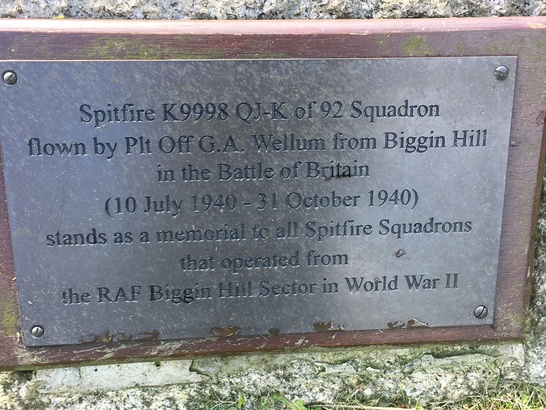 Spitfire K9998 QJ-K of 92 Squadron
flown by Plt Off G.A. Wellum from Biggin Hill
in the Battle of Britain
(10 July 1940 - 31 October 1940)
stands as a memorial to all Spitfire Squadrons
that operated from
the RAF Biggin Hill Sector in World War II